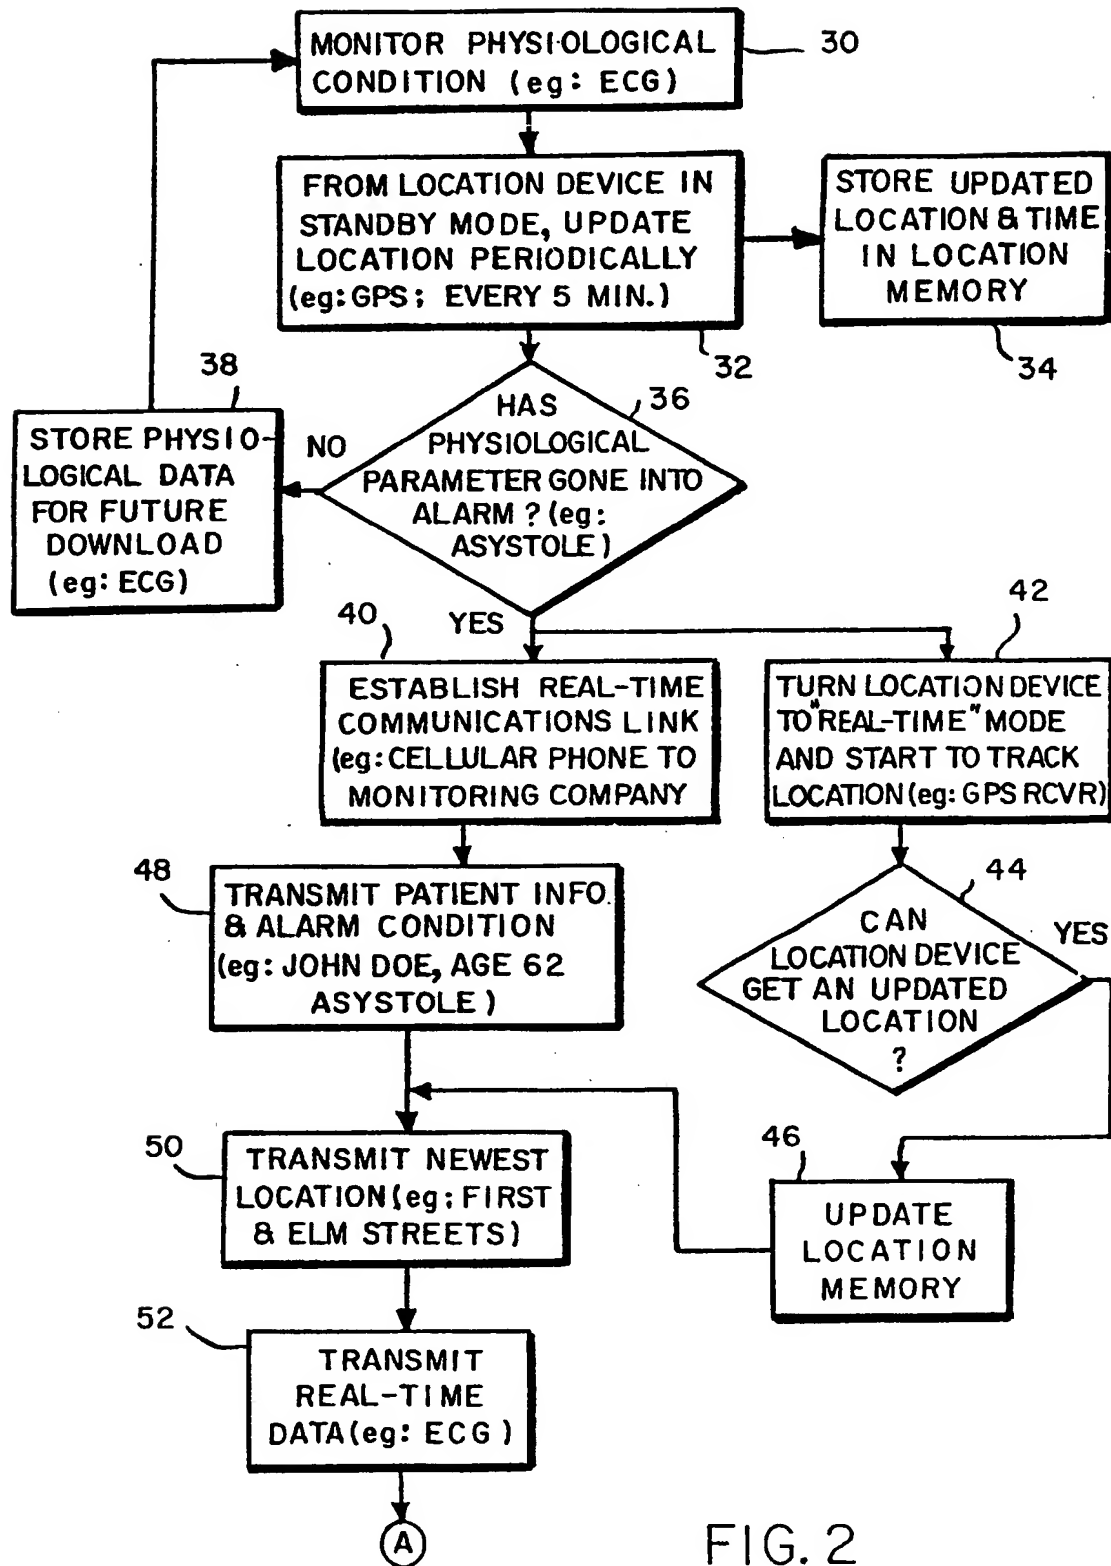 MONITOR PHYSIOLOGICAL
CONDITION (eg: ECG)
30
FROM LOCATION DEVICE IN
STANDBY MODE, UPDATE
LOCATION PERIODICALLY
(eg: GPS; EVERY 5 MIN.)
32
STORE UPDATED
LOCATION & TIME
IN LOCATION
MEMORY
34
HAS
PHYSIOLOGICAL
PARAMETER GONE INTO
ALARM? (eg:
ASYSTOLE)
36
NO
38
STORE PHYSIO-
LOGICAL DATA
FOR FUTURE
DOWNLOAD
(eg: ECG)
YES
40
ESTABLISH REAL-TIME
COMMUNICATIONS LINK
(eg: CELLULAR PHONE TO
MONITORING COMPANY
42
TURN LOCATION DEVICE
TO "REAL-TIME" MODE
AND START TO TRACK
LOCATION (eg: GPS RCVR)
48
TRANSMIT PATIENT INFO.
& ALARM CONDITION
(eg: JOHN DOE, AGE 62
ASYSTOLE)
44
CAN
LOCATION DEVICE
GET AN UPDATED
LOCATION
?
YES
50
TRANSMIT NEWEST
LOCATION (eg: FIRST
& ELM STREETS)
46
UPDATE
LOCATION
MEMORY
52
TRANSMIT
REAL-TIME
DATA (eg: ECG)
A
FIG. 2